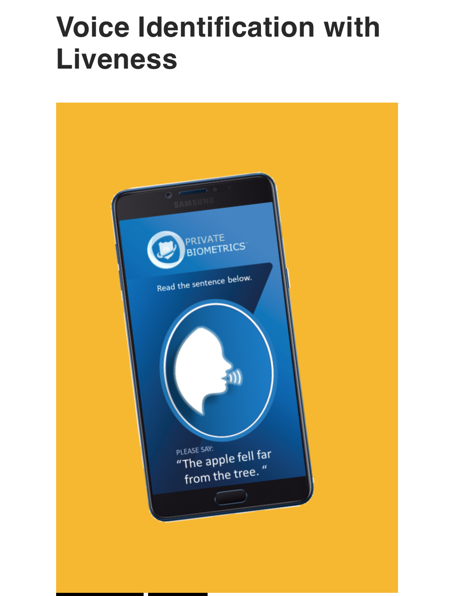 Voice Identification with
Liveness
SAMSUNG
PRIVATE
BIOMETRICS
Read the sentence below.
PLEASE SAY:
“The apple fell far
from the tree. “